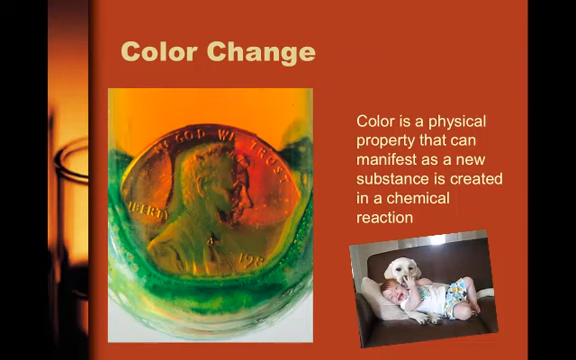 Color Change
IN GOD WE TRUST
LIBERTY
198
Color is a physical
property that can
manifest as a new
substance is created
in a chemical
reaction